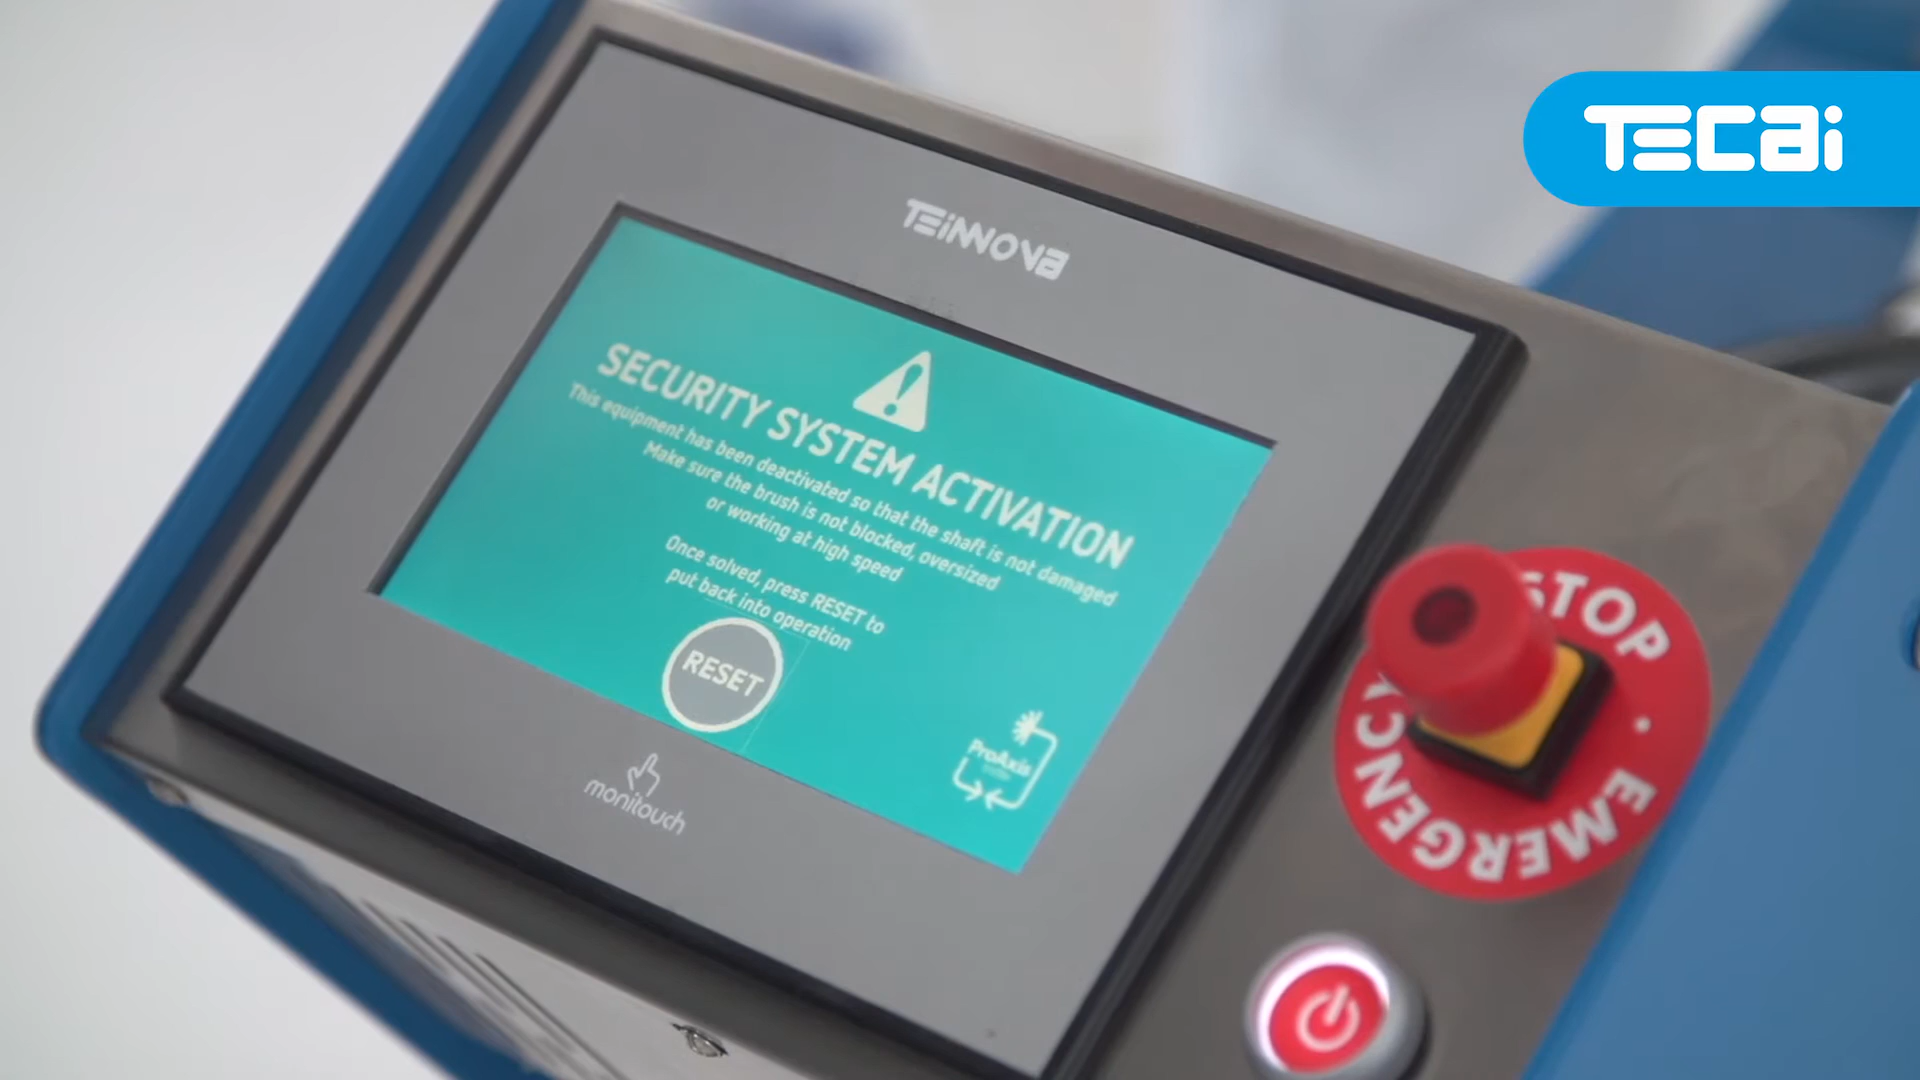 TECAI
TEINNOVA
SECURITY SYSTEM ACTIVATION
This equipment has been deactivated so that the shaft is not damaged
Make sure the brush is not blocked, oversized
or working at high speed
Once solved, press RESET to
put back into operation
RESET
ProAxis
monitouch
STOP · EMERGENCY